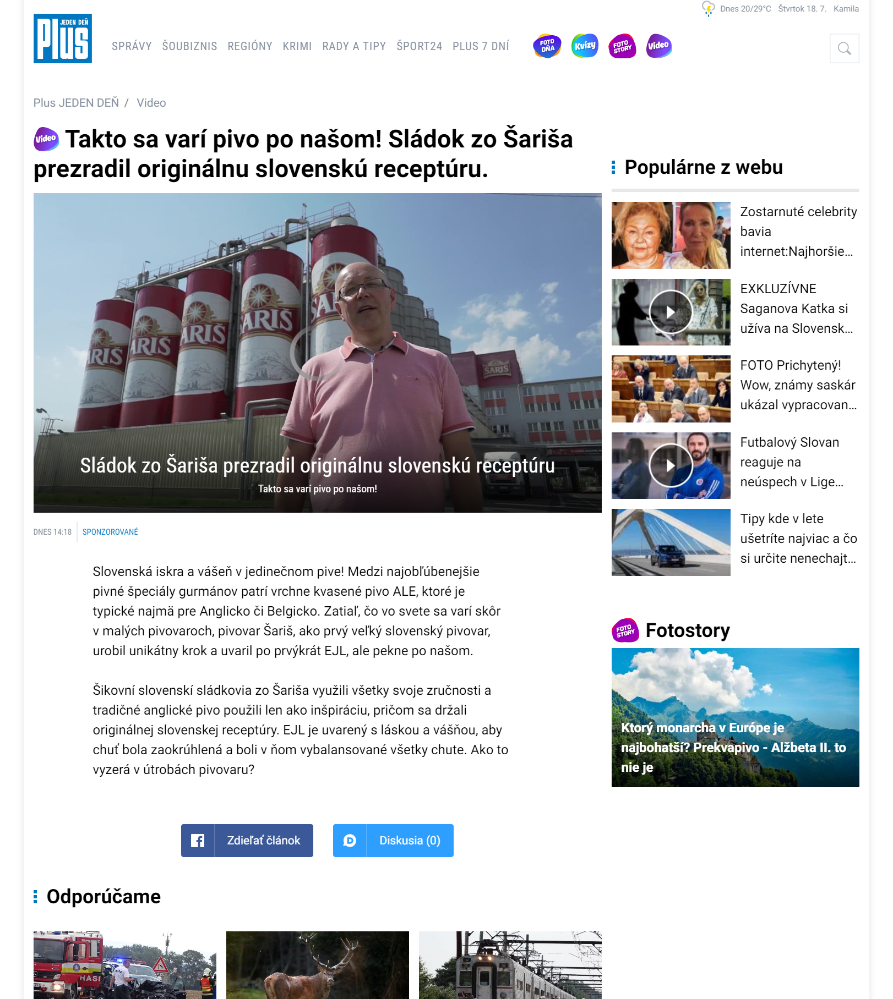 Dnes 20/29°C Štvrtok 18. 7. Kamila
JEDEN DEŇ
Plus
SPRÁVY ŠOUBIZNIS REGIÓNY KRIMI RADY A TIPY ŠPORT24 PLUS 7 DNÍ
FOTO DŇA
Kvízy
FOTO STORY
Video
Plus JEDEN DEŇ / Video
Video Takto sa varí pivo po našom! Sládok zo Šariša
prezradil originálnu slovenskú receptúru.
ŠARIŠ
Sládok zo Šariša prezradil originálnu slovenskú receptúru
Takto sa varí pivo po našom!
DNES 14:18 SPONZOROVANÉ
Slovenská iskra a vášeň v jedinečnom pive! Medzi najobľúbenejšie
pivné špeciály gurmánov patrí vrchne kvasené pivo ALE, ktoré je
typické najmä pre Anglicko či Belgicko. Zatiaľ, čo vo svete sa varí skôr
v malých pivovaroch, pivovar Šariš, ako prvý veľký slovenský pivovar,
urobil unikátny krok a uvaril po prvýkrát EJL, ale pekne po našom.
Šikovní slovenskí sládkovia zo Šariša využili všetky svoje zručnosti a
tradičné anglické pivo použili len ako inšpiráciu, pričom sa držali
originálnej slovenskej receptúry. EJL je uvarený s láskou a vášňou, aby
chuť bola zaokrúhlená a boli v ňom vybalansované všetky chute. Ako to
vyzerá v útrobách pivovaru?
Zdieľať článok
Diskusia (0)
Odporúčame
HASI
Populárne z webu
Zostarnuté celebrity
bavia
internet:Najhoršie...
EXKLUZÍVNE
Saganova Katka si
užíva na Slovensk...
FOTO Prichytený!
Wow, známy saskár
ukázal vypracovan...
Futbalový Slovan
reaguje na
neúspech v Lige...
Tipy kde v lete
ušetríte najviac a čo
si určite nenechajt...
FOTO STORY Fotostory
Ktorý monarcha v Európe je
najbohatší? Prekvapivo - Alžbeta II. to
nie je